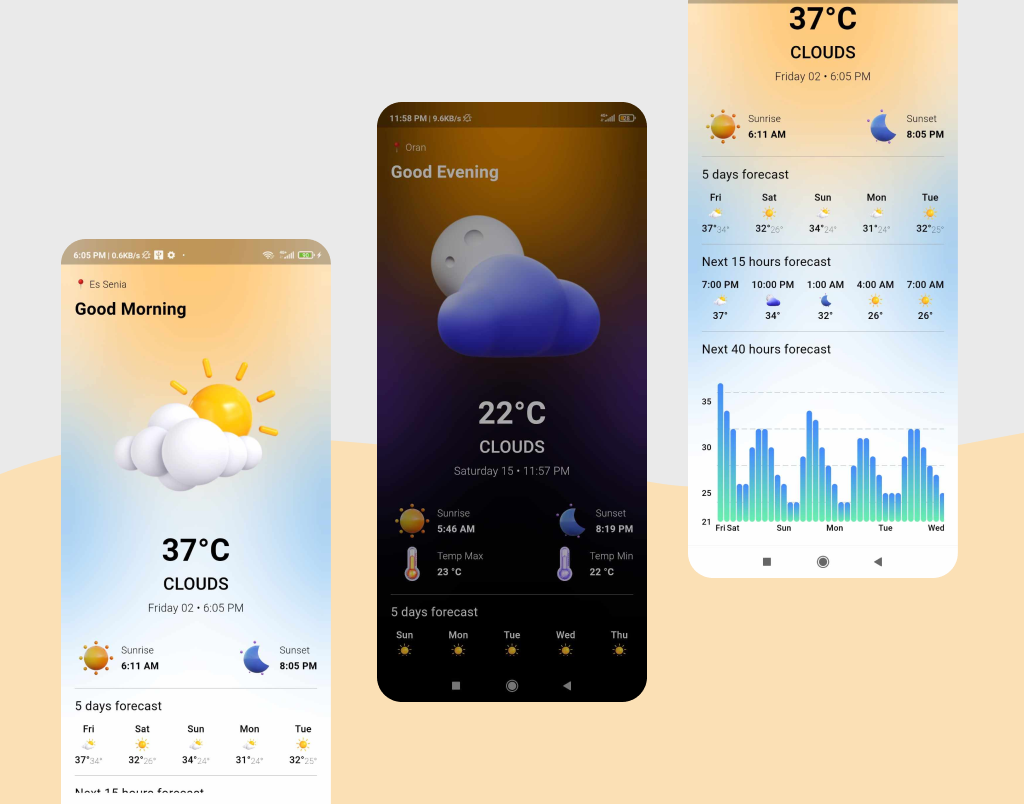 6:05 PM | 0.6KB/s
Es Senia
Good Morning
37°C
CLOUDS
Friday 02 • 6:05 PM
Sunrise
6:11 AM
Sunset
8:05 PM
5 days forecast
Fri Sat Sun Mon Tue
37°34° 32°26° 34°24° 31°24° 32°25°
Next 15 hours forecast
11:58 PM | 9.6KB/s
Oran
Good Evening
22°C
CLOUDS
Saturday 15 • 11:57 PM
Sunrise
5:46 AM
Sunset
8:19 PM
Temp Max
23 °C
Temp Min
22 °C
5 days forecast
Sun Mon Tue Wed Thu
37°C
CLOUDS
Friday 02 • 6:05 PM
Sunrise
6:11 AM
Sunset
8:05 PM
5 days forecast
Fri Sat Sun Mon Tue
37°34° 32°26° 34°24° 31°24° 32°25°
Next 15 hours forecast
7:00 PM 10:00 PM 1:00 AM 4:00 AM 7:00 AM
37° 34° 32° 26° 26°
Next 40 hours forecast
35
30
25
21
Fri Sat Sun Mon Tue Wed